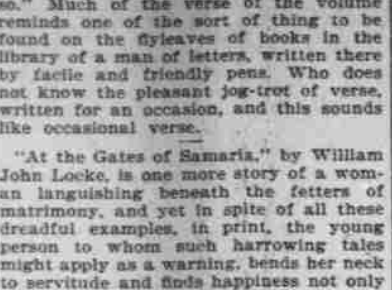 so." Much of the verse of the volume
reminds one of the sort of thing to be
found on the flyleaves of books in the
library of a man of letters, written there
by facile and friendly pens. Who does
not know the pleasant jog-trot of verse,
written for an occasion, and this sounds
like occasional verse.
"At the Gates of Samaria," by William
John Locke, is one more story of a wom-
an languishing beneath the fetters of
matrimony, and yet in spite of all these
dreadful examples, in print, the young
person to whom such harrowing tales
might apply as a warning, bends her neck
to servitude and finds happiness not only